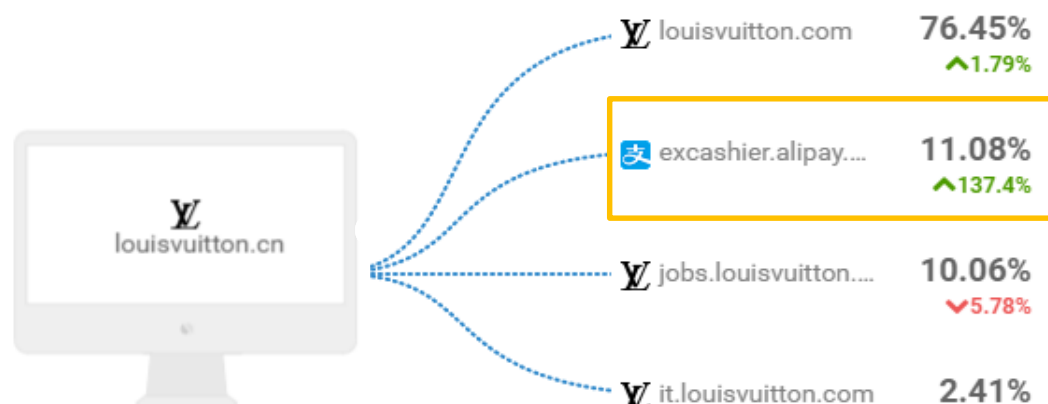 louisvuitton.cn
louisvuitton.com 76.45%
1.79%
支 excashier.alipay.... 11.08%
137.4%
jobs.louisvuitton.... 10.06%
5.78%
it.louisvuitton.com 2.41%